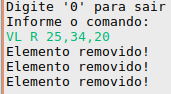 Digite '0' para sair
Informe o comando:
VL R 25,34,20
Elemento removido!
Elemento removido!
Elemento removido!